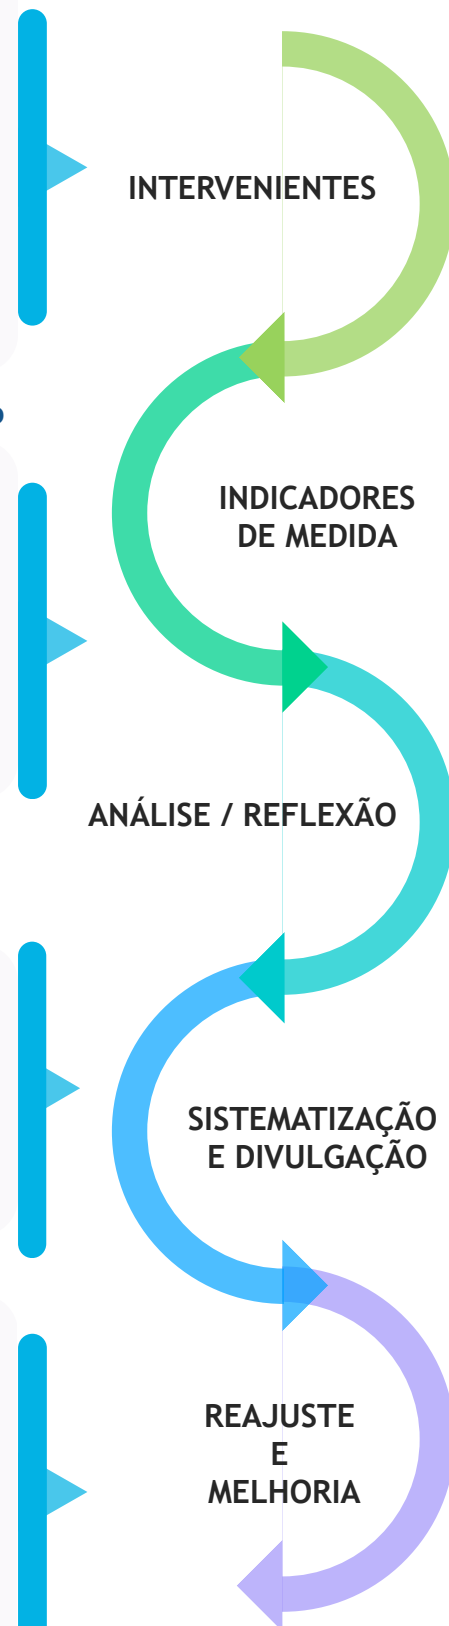 INTERVENIENTES
INDICADORES
DE MEDIDA
ANÁLISE / REFLEXÃO
SISTEMATIZAÇÃO
E DIVULGAÇÃO
REAJUSTE
E
MELHORIA